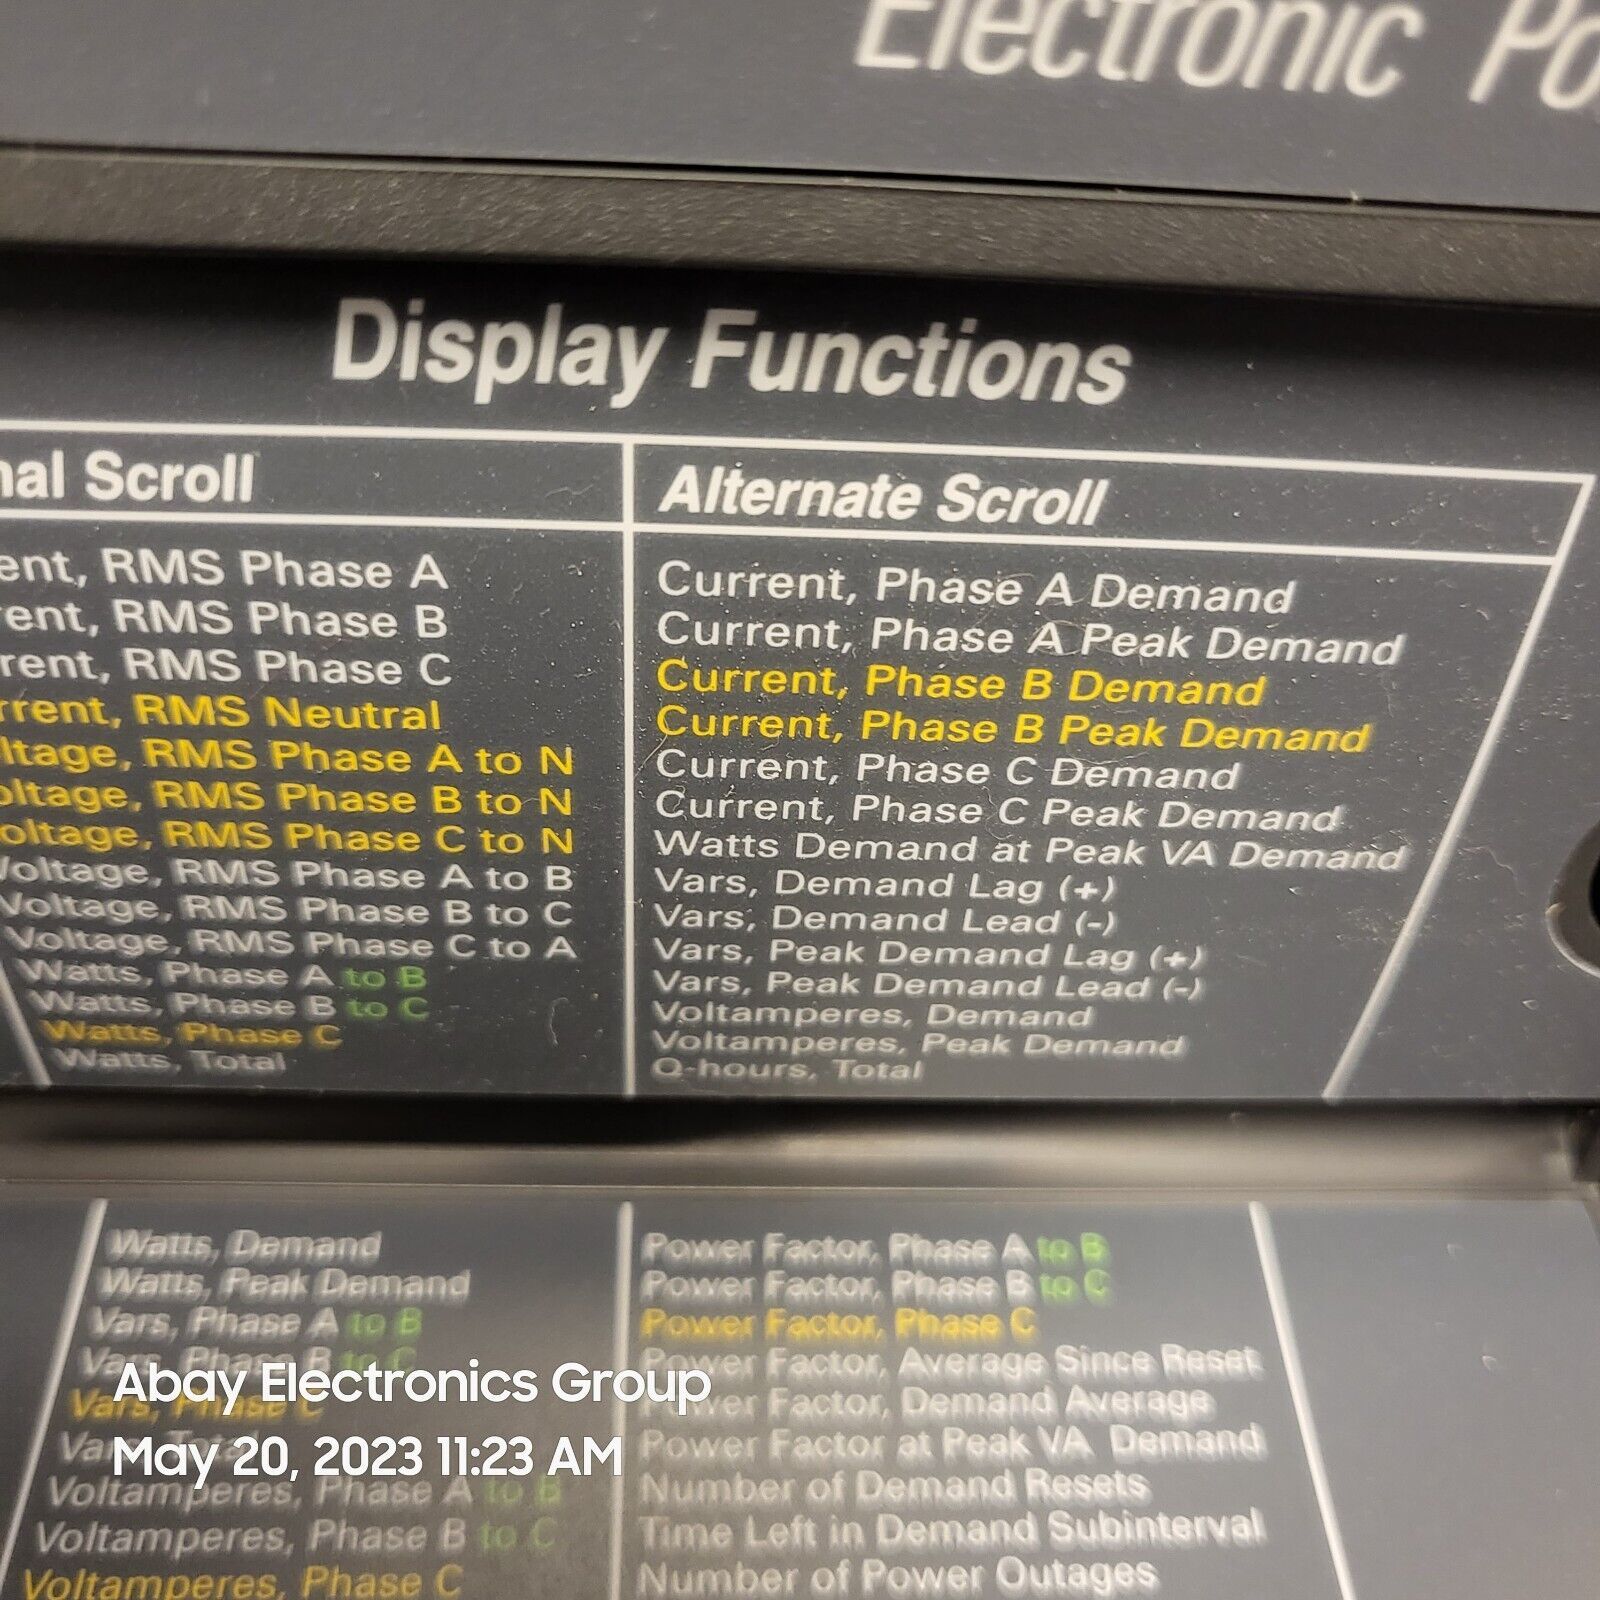 Electronic
Display Functions
Scroll
Alternate Scroll
RMS Phase A
RMS Phase B
RMS Phase C
RMS Neutral
RMS Phase A to N
RMS Phase B to N
RMS Phase C to N
Voltage, RMS Phase A to B
Voltage, RMS Phase B to C
Voltage, RMS Phase C to A
Watts, Phase A to B
Watts, Phase B to C
Watts, Phase C
Watts, Total
Current, Phase A Demand
Current, Phase A Peak Demand
Current, Phase B Demand
Current, Phase B Peak Demand
Current, Phase C Demand
Current, Phase C Peak Demand
Watts Demand at Peak VA Demand
Vars, Demand Lag (+)
Vars, Demand Lead (-)
Vars, Peak Demand Lag (+)
Vars, Peak Demand Lead (-)
Voltamperes, Demand
Voltamperes, Peak Demand
Q-hours, Total
Watts, Demand
Watts, Peak Demand
Vars, Phase A to B
Vars, Phase B to C
Vars, Phase C
Vars, Total
Voltamperes, Phase A to B
Voltamperes, Phase B to C
Voltamperes, Phase C
Power Factor, Phase A to B
Power Factor, Phase B to C
Power Factor, Phase C
Power Factor, Average Since Reset
Power Factor, Demand Average
Power Factor at Peak VA Demand
Number of Demand Resets
Time Left in Demand Subinterval
Number of Power Outages
Abay Electronics Group
May 20, 2023 11:23 AM